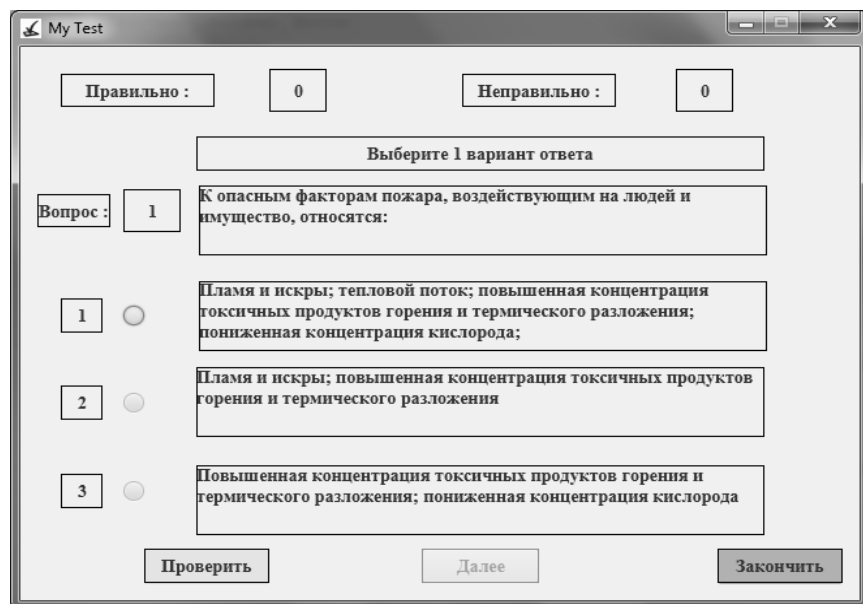 My Test
Правильно : 0 Неправильно : 0
Выберите 1 вариант ответа
Вопрос : 1
К опасным факторам пожара, воздействующим на людей и
имущество, относятся:
1
Пламя и искры; тепловой поток; повышенная концентрация
токсичных продуктов горения и термического разложения;
пониженная концентрация кислорода;
2
Пламя и искры; повышенная концентрация токсичных продуктов
горения и термического разложения
3
Повышенная концентрация токсичных продуктов горения и
термического разложения; пониженная концентрация кислорода
Проверить Далее Закончить